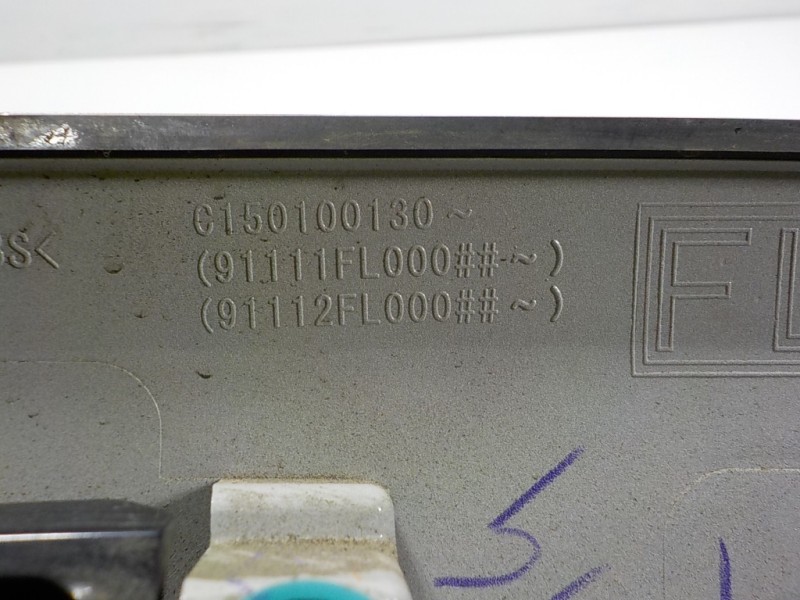 C150100130~
S<
(91111FL000##-~)
(91112FL000##~)
FL
5